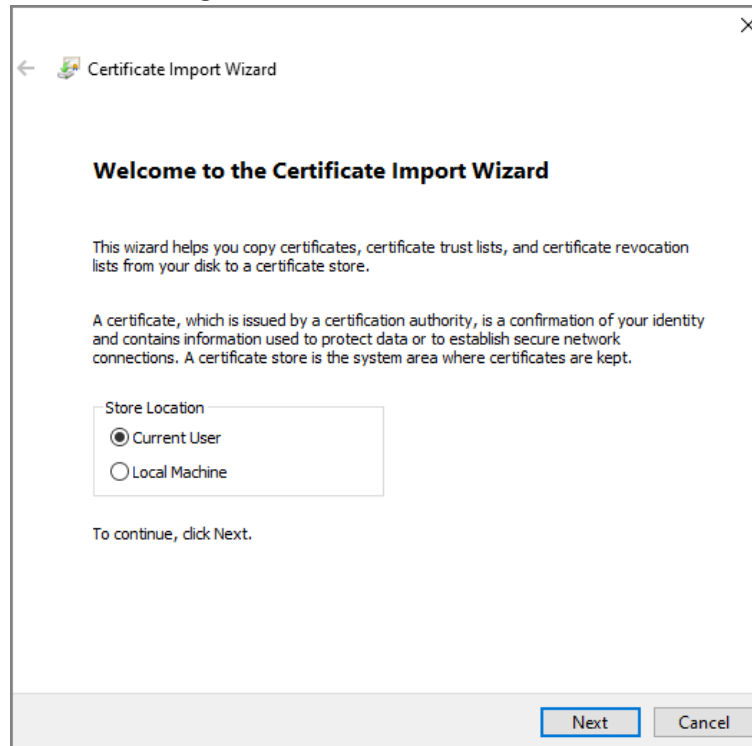 Certificate Import Wizard
Welcome to the Certificate Import Wizard
This wizard helps you copy certificates, certificate trust lists, and certificate revocation
lists from your disk to a certificate store.
A certificate, which is issued by a certification authority, is a confirmation of your identity
and contains information used to protect data or to establish secure network
connections. A certificate store is the system area where certificates are kept.
Store Location
Current User
Local Machine
To continue, click Next.
Next
Cancel